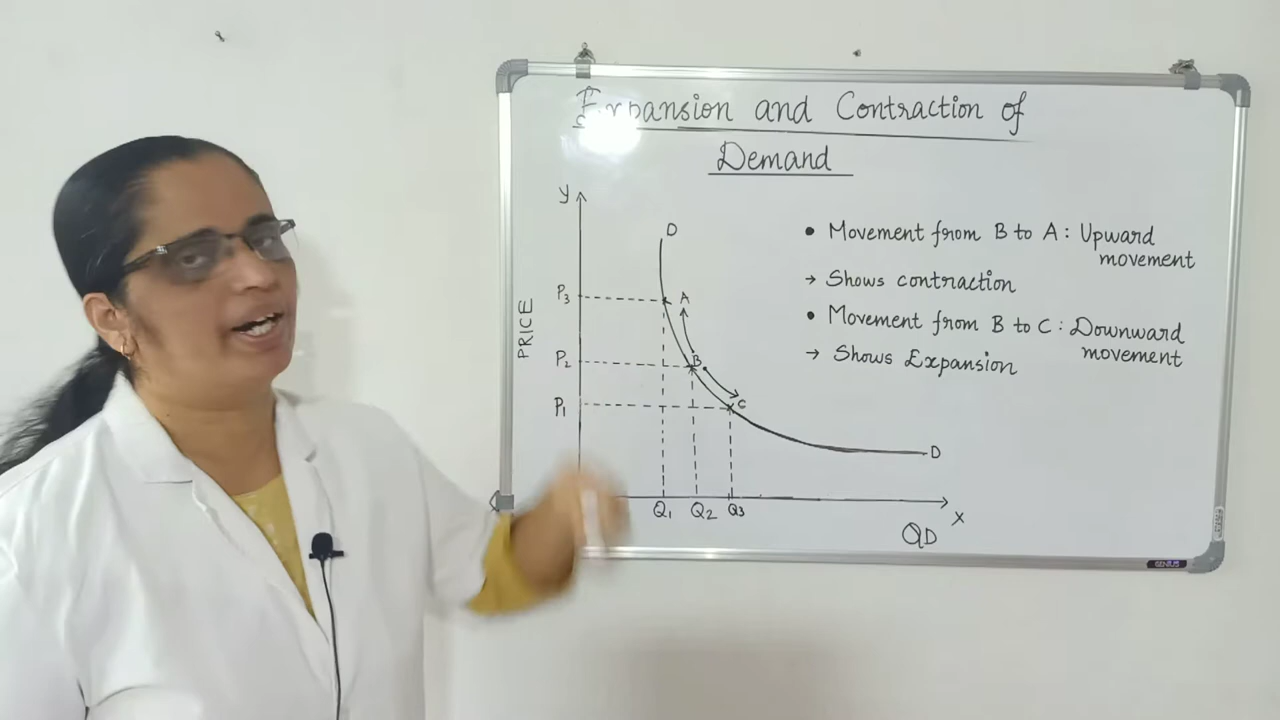 Expansion and Contraction of
Demand
y
D
• Movement from B to A : Upward
movement
→ Shows contraction
• Movement from B to C : Downward
movement
→ Shows Expansion
PRICE
P3
A
P2
B
P1
C
D
Q1 Q2 Q3
X
QD
GENIUS